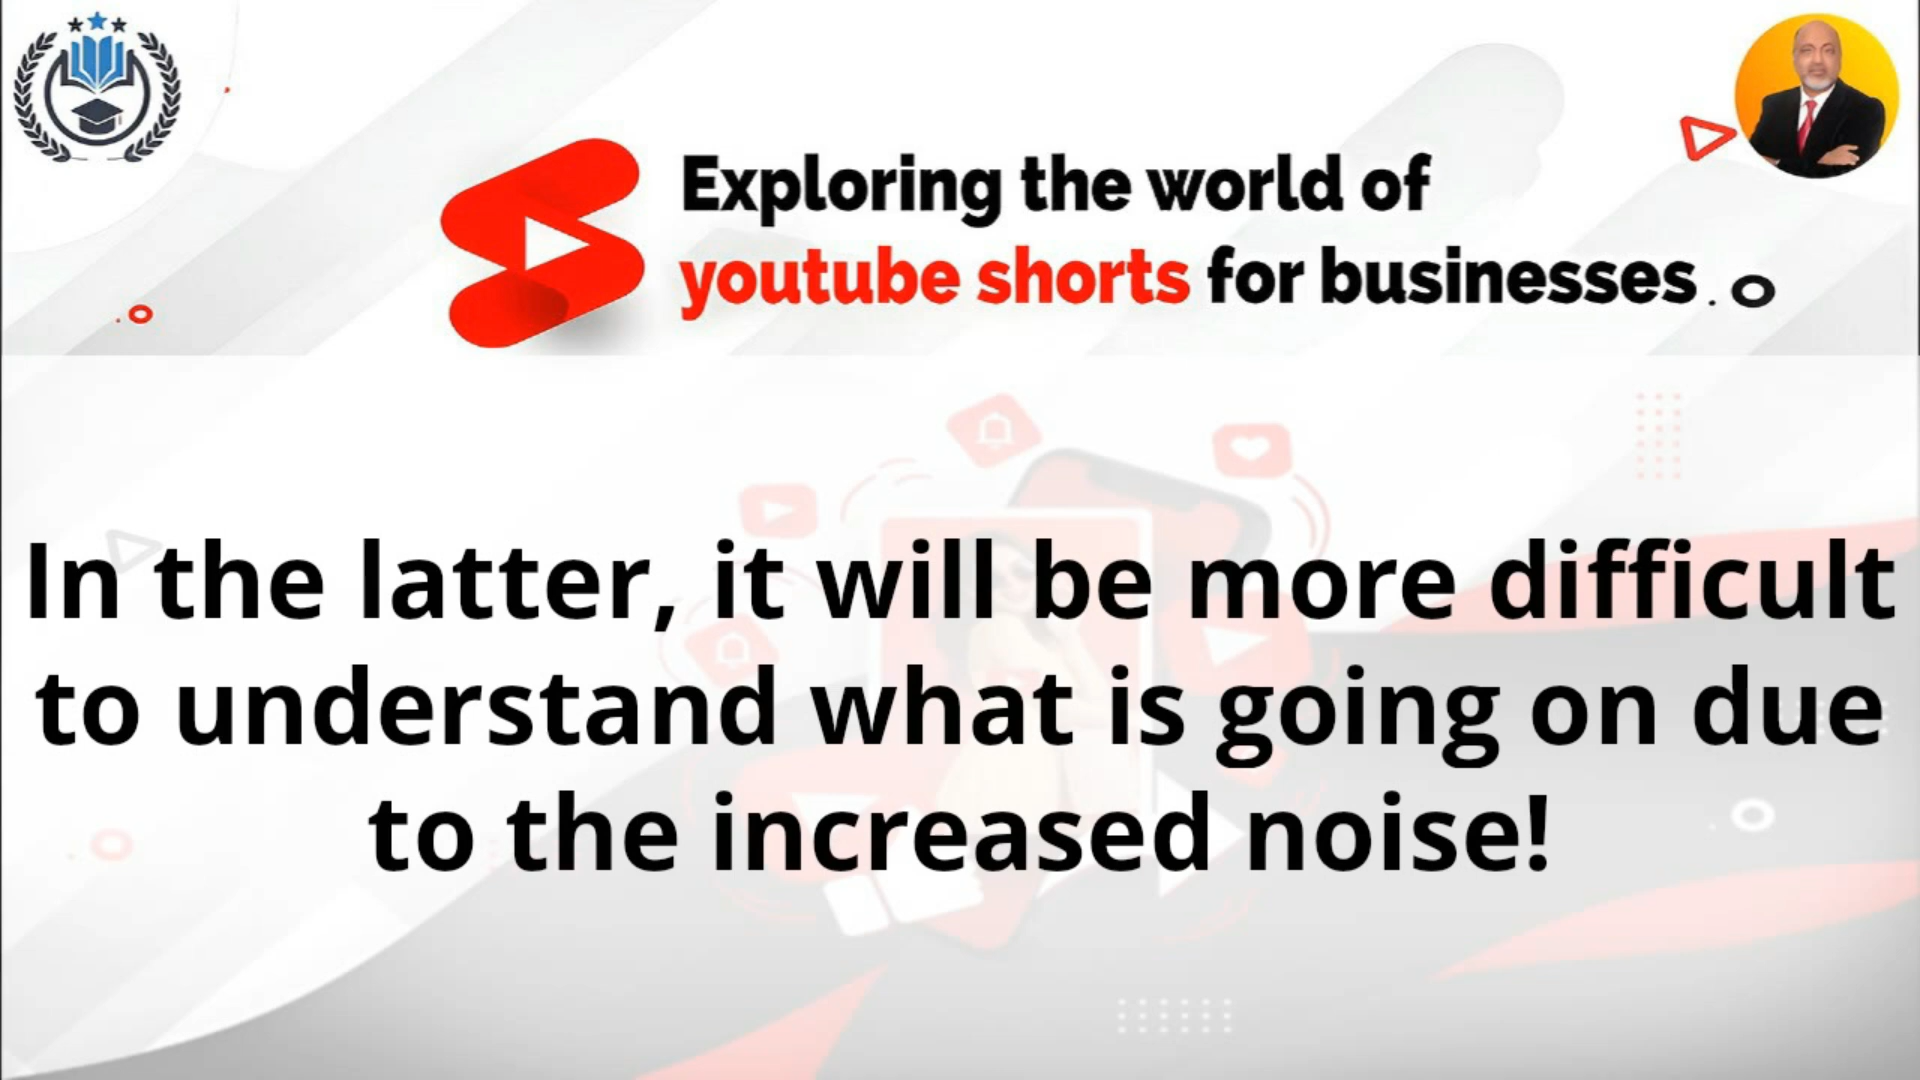 Exploring the world of
youtube shorts for businesses
In the latter, it will be more difficult
to understand what is going on due
to the increased noise!